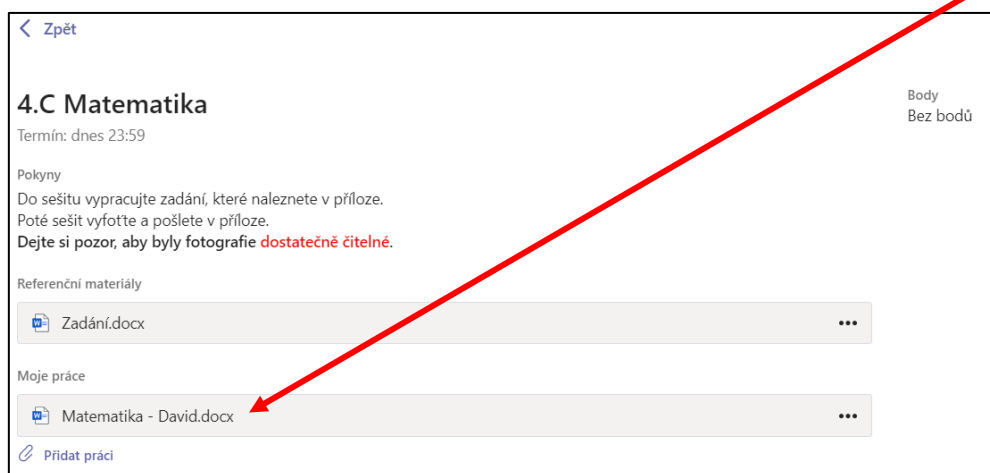 Zpět
4.C Matematika
Termín: dnes 23:59
Body
Bez bodů
Pokyny
Do sešitu vypracujte zadání, které naleznete v příloze.
Poté sešit vyfoťte a pošlete v příloze.
Dejte si pozor, aby byly fotografie dostatečně čitelné.
Referenční materiály
Zadání.docx
Moje práce
Matematika - David.docx
Přidat práci